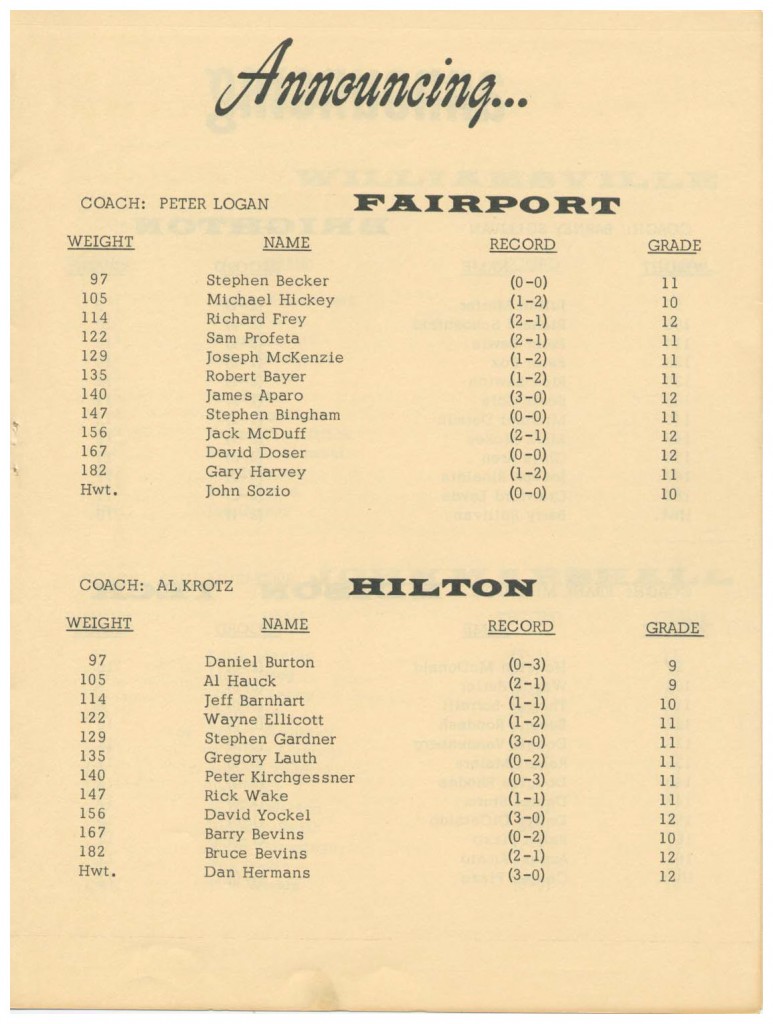 Announcing...
COACH: PETER LOGAN FAIRPORT
WEIGHT NAME RECORD GRADE
97 Stephen Becker (0-0) 11
105 Michael Hickey (1-2) 10
114 Richard Frey (2-1) 12
122 Sam Profeta (2-1) 11
129 Joseph McKenzie (1-2) 11
135 Robert Bayer (1-2) 11
140 James Aparo (3-0) 12
147 Stephen Bingham (0-0) 11
156 Jack McDuff (2-1) 12
167 David Doser (0-0) 12
182 Gary Harvey (1-2) 11
Hwt. John Sozio (0-0) 10
COACH: AL KROTZ HILTON
WEIGHT NAME RECORD GRADE
97 Daniel Burton (0-3) 9
105 Al Hauck (2-1) 9
114 Jeff Barnhart (1-1) 10
122 Wayne Ellicott (1-2) 11
129 Stephen Gardner (3-0) 11
135 Gregory Lauth (0-2) 11
140 Peter Kirchgessner (0-3) 11
147 Rick Wake (1-1) 11
156 David Yockel (3-0) 12
167 Barry Bevins (0-2) 10
182 Bruce Bevins (2-1) 12
Hwt. Dan Hermans (3-0) 12